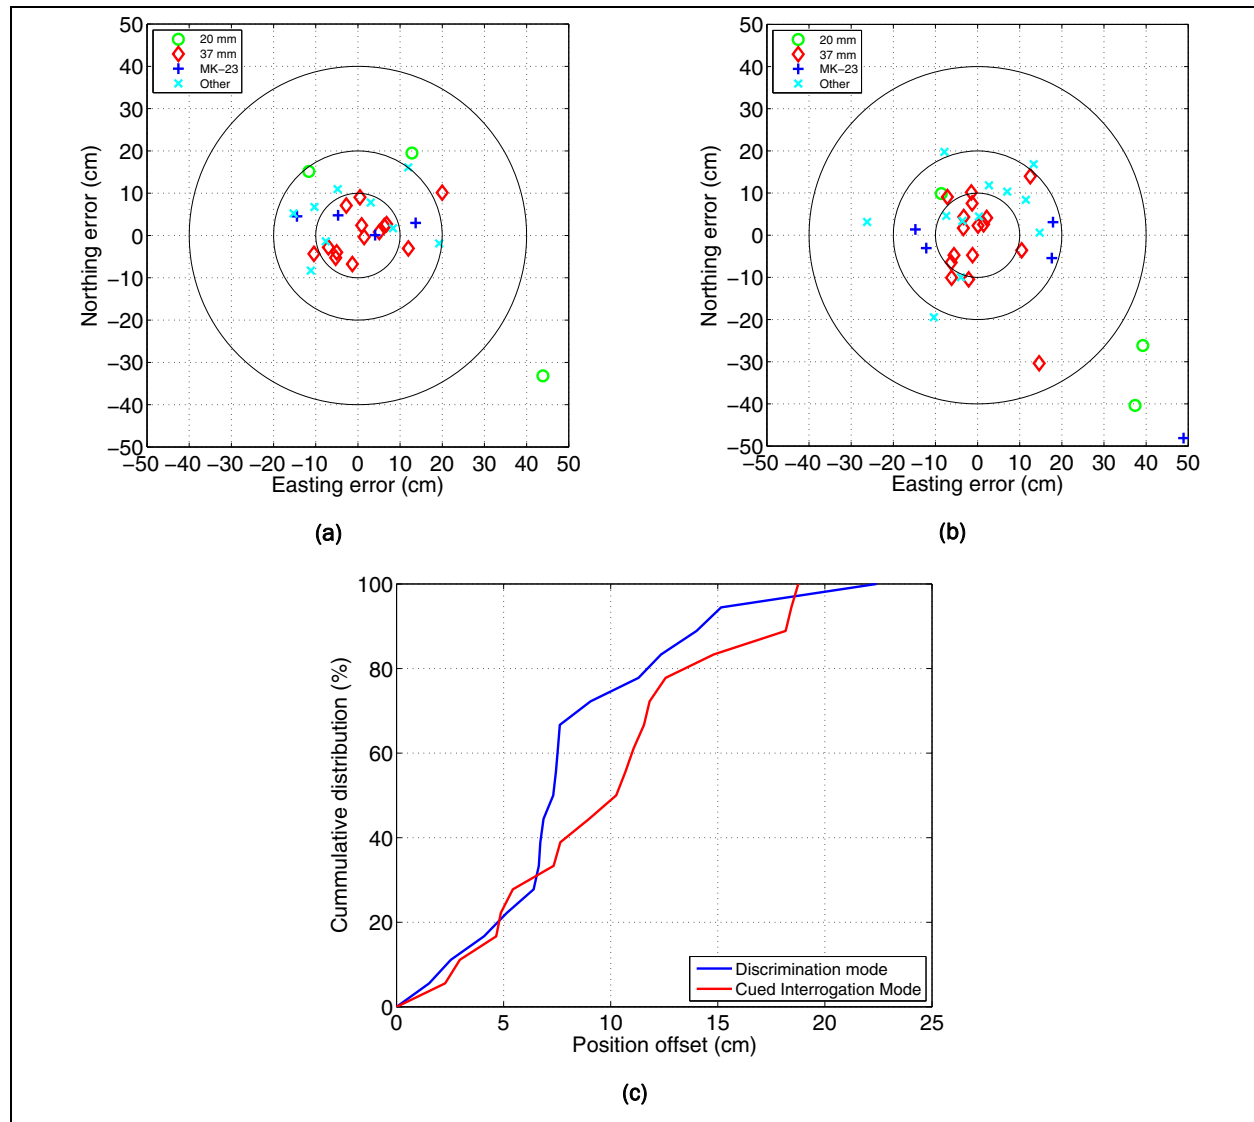 50
40
30
20
10
0
−10
−20
−30
−40
−50
−50 −40 −30 −20 −10 0 10 20 30 40 50
Northing error (cm)
Easting error (cm)
20 mm
37 mm
MK−23
Other
(a)
50
40
30
20
10
0
−10
−20
−30
−40
−50
−50 −40 −30 −20 −10 0 10 20 30 40 50
Northing error (cm)
Easting error (cm)
20 mm
37 mm
MK−23
Other
(b)
100
80
60
40
20
0
0 5 10 15 20 25
Cummulative distribution (%)
Position offset (cm)
Discrimination mode
Cued Interrogation Mode
(c)